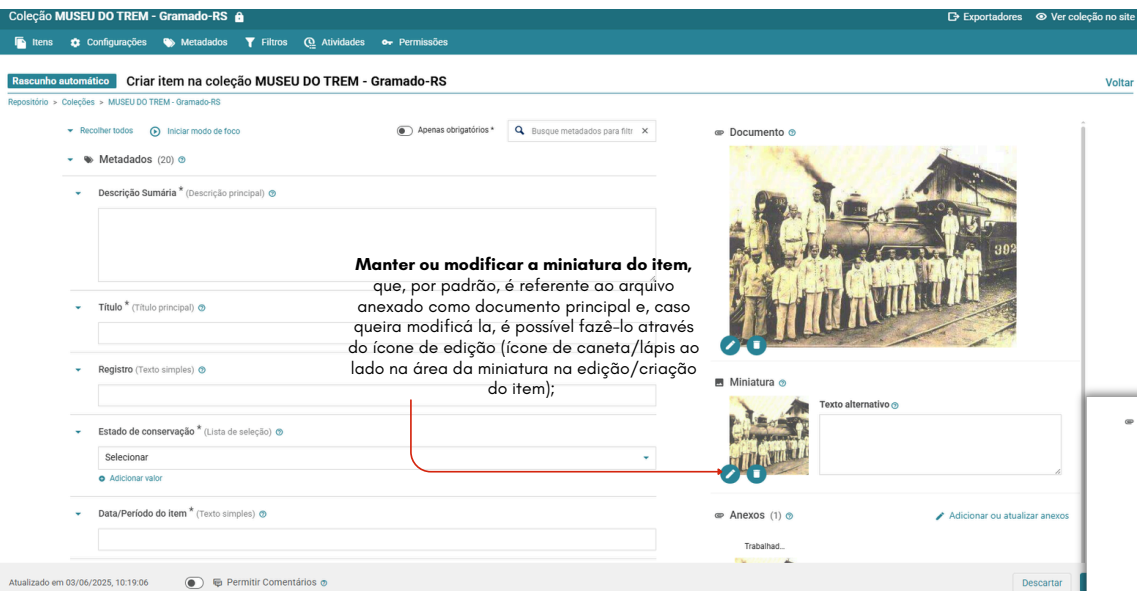 Coleção MUSEU DO TREM - Gramado-RS
Exportadores
Ver coleção no site
Itens
Configurações
Metadados
Filtros
Atividades
Permissões
Rascunho automático
Criar item na coleção MUSEU DO TREM - Gramado-RS
Voltar
Repositório > Coleções > MUSEU DO TREM - Gramado-RS
Recolher todos
Iniciar modo de foco
Apenas obrigatórios *
Busque metadados para filtr
Metadados (20)
Descrição Sumária * (Descrição principal)
Manter ou modificar a miniatura do item,
que, por padrão, é referente ao arquivo
anexado como documento principal e, caso
queira modificá la, é possível fazê-lo através
do ícone de edição (ícone de caneta/lápis ao
lado na área da miniatura na edição/criação
do item);
Título * (Título principal)
Registro (Texto simples)
Estado de conservação * (Lista de seleção)
Selecionar
Adicionar valor
Data/Período do item * (Texto simples)
Documento
392
Miniatura
Texto alternativo
Anexos (1)
Adicionar ou atualizar anexos
Trabalhad...
Atualizado em 03/06/2025, 10:19:06
Permitir Comentários
Descartar